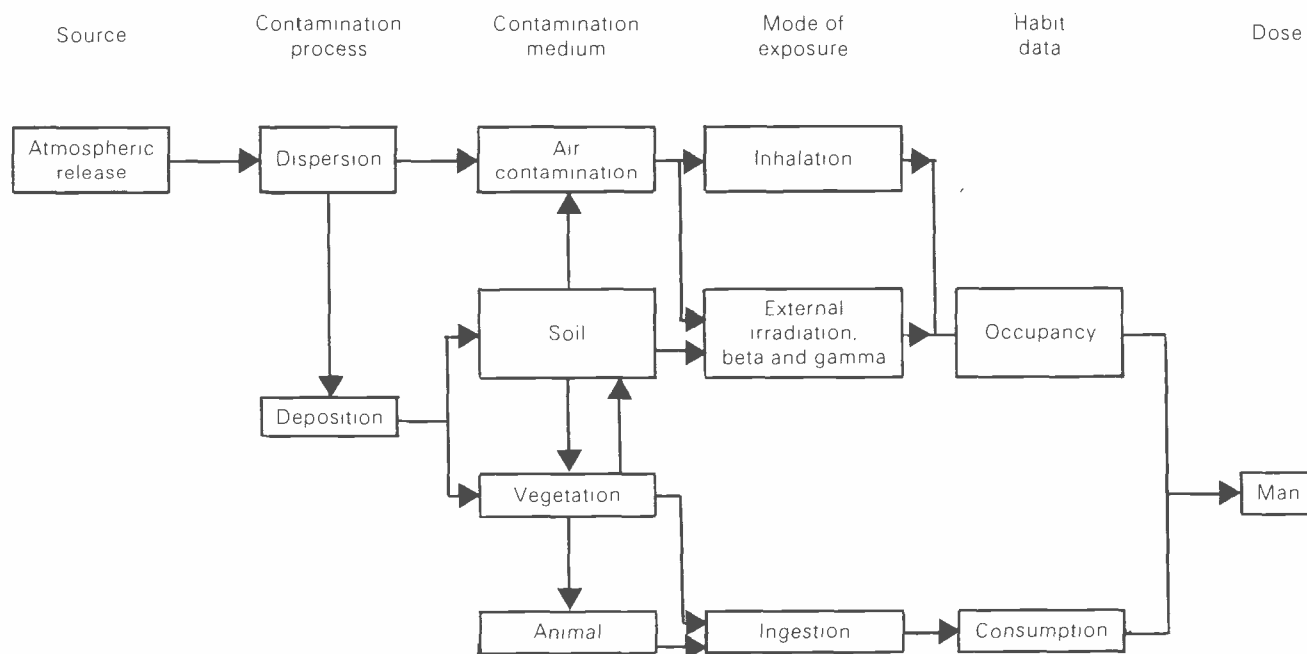 Source
Contamination
process
Contamination
medium
Mode of
exposure
Habit
data
Dose
Atmospheric
release
Dispersion
Air
contamination
Inhalation
Soil
External
irradiation,
beta and gamma
Occupancy
Deposition
Vegetation
Man
Animal
Ingestion
Consumption